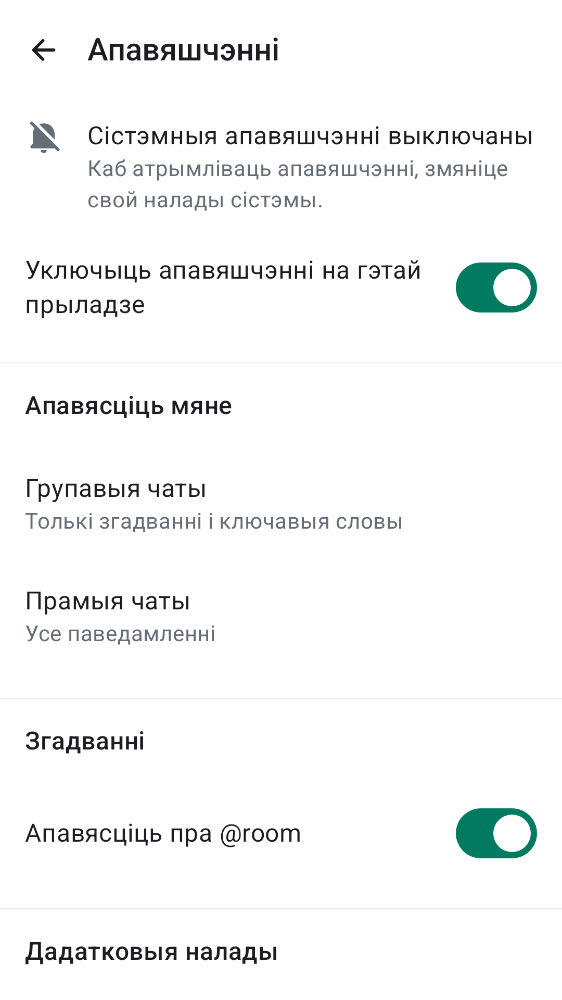 Апавяшчэнні
Сістэмныя апавяшчэнні выключаны
Каб атрымліваць апавяшчэнні, змяніце
свой налады сістэмы.
Уключыць апавяшчэнні на гэтай
прыладзе
Апавясціць мяне
Групавыя чаты
Толькі згадванні і ключавыя словы
Прамыя чаты
Усе паведамленні
Згадванні
Апавясціць пра @room
Дадатковыя налады